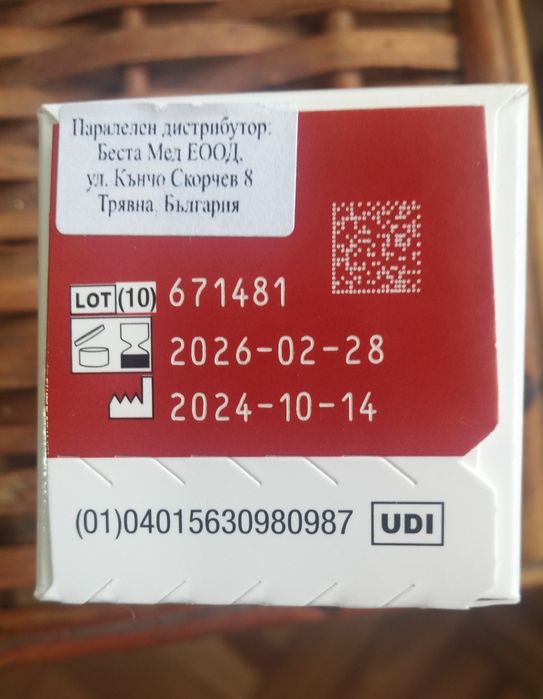 Паралелен дистрибутор:
Беста Мед ЕООД,
ул. Кънчо Скорчев 8
Трявна, България
LOT (10) 671481
2026-02-28
2024-10-14
(01)04015630980987 UDI